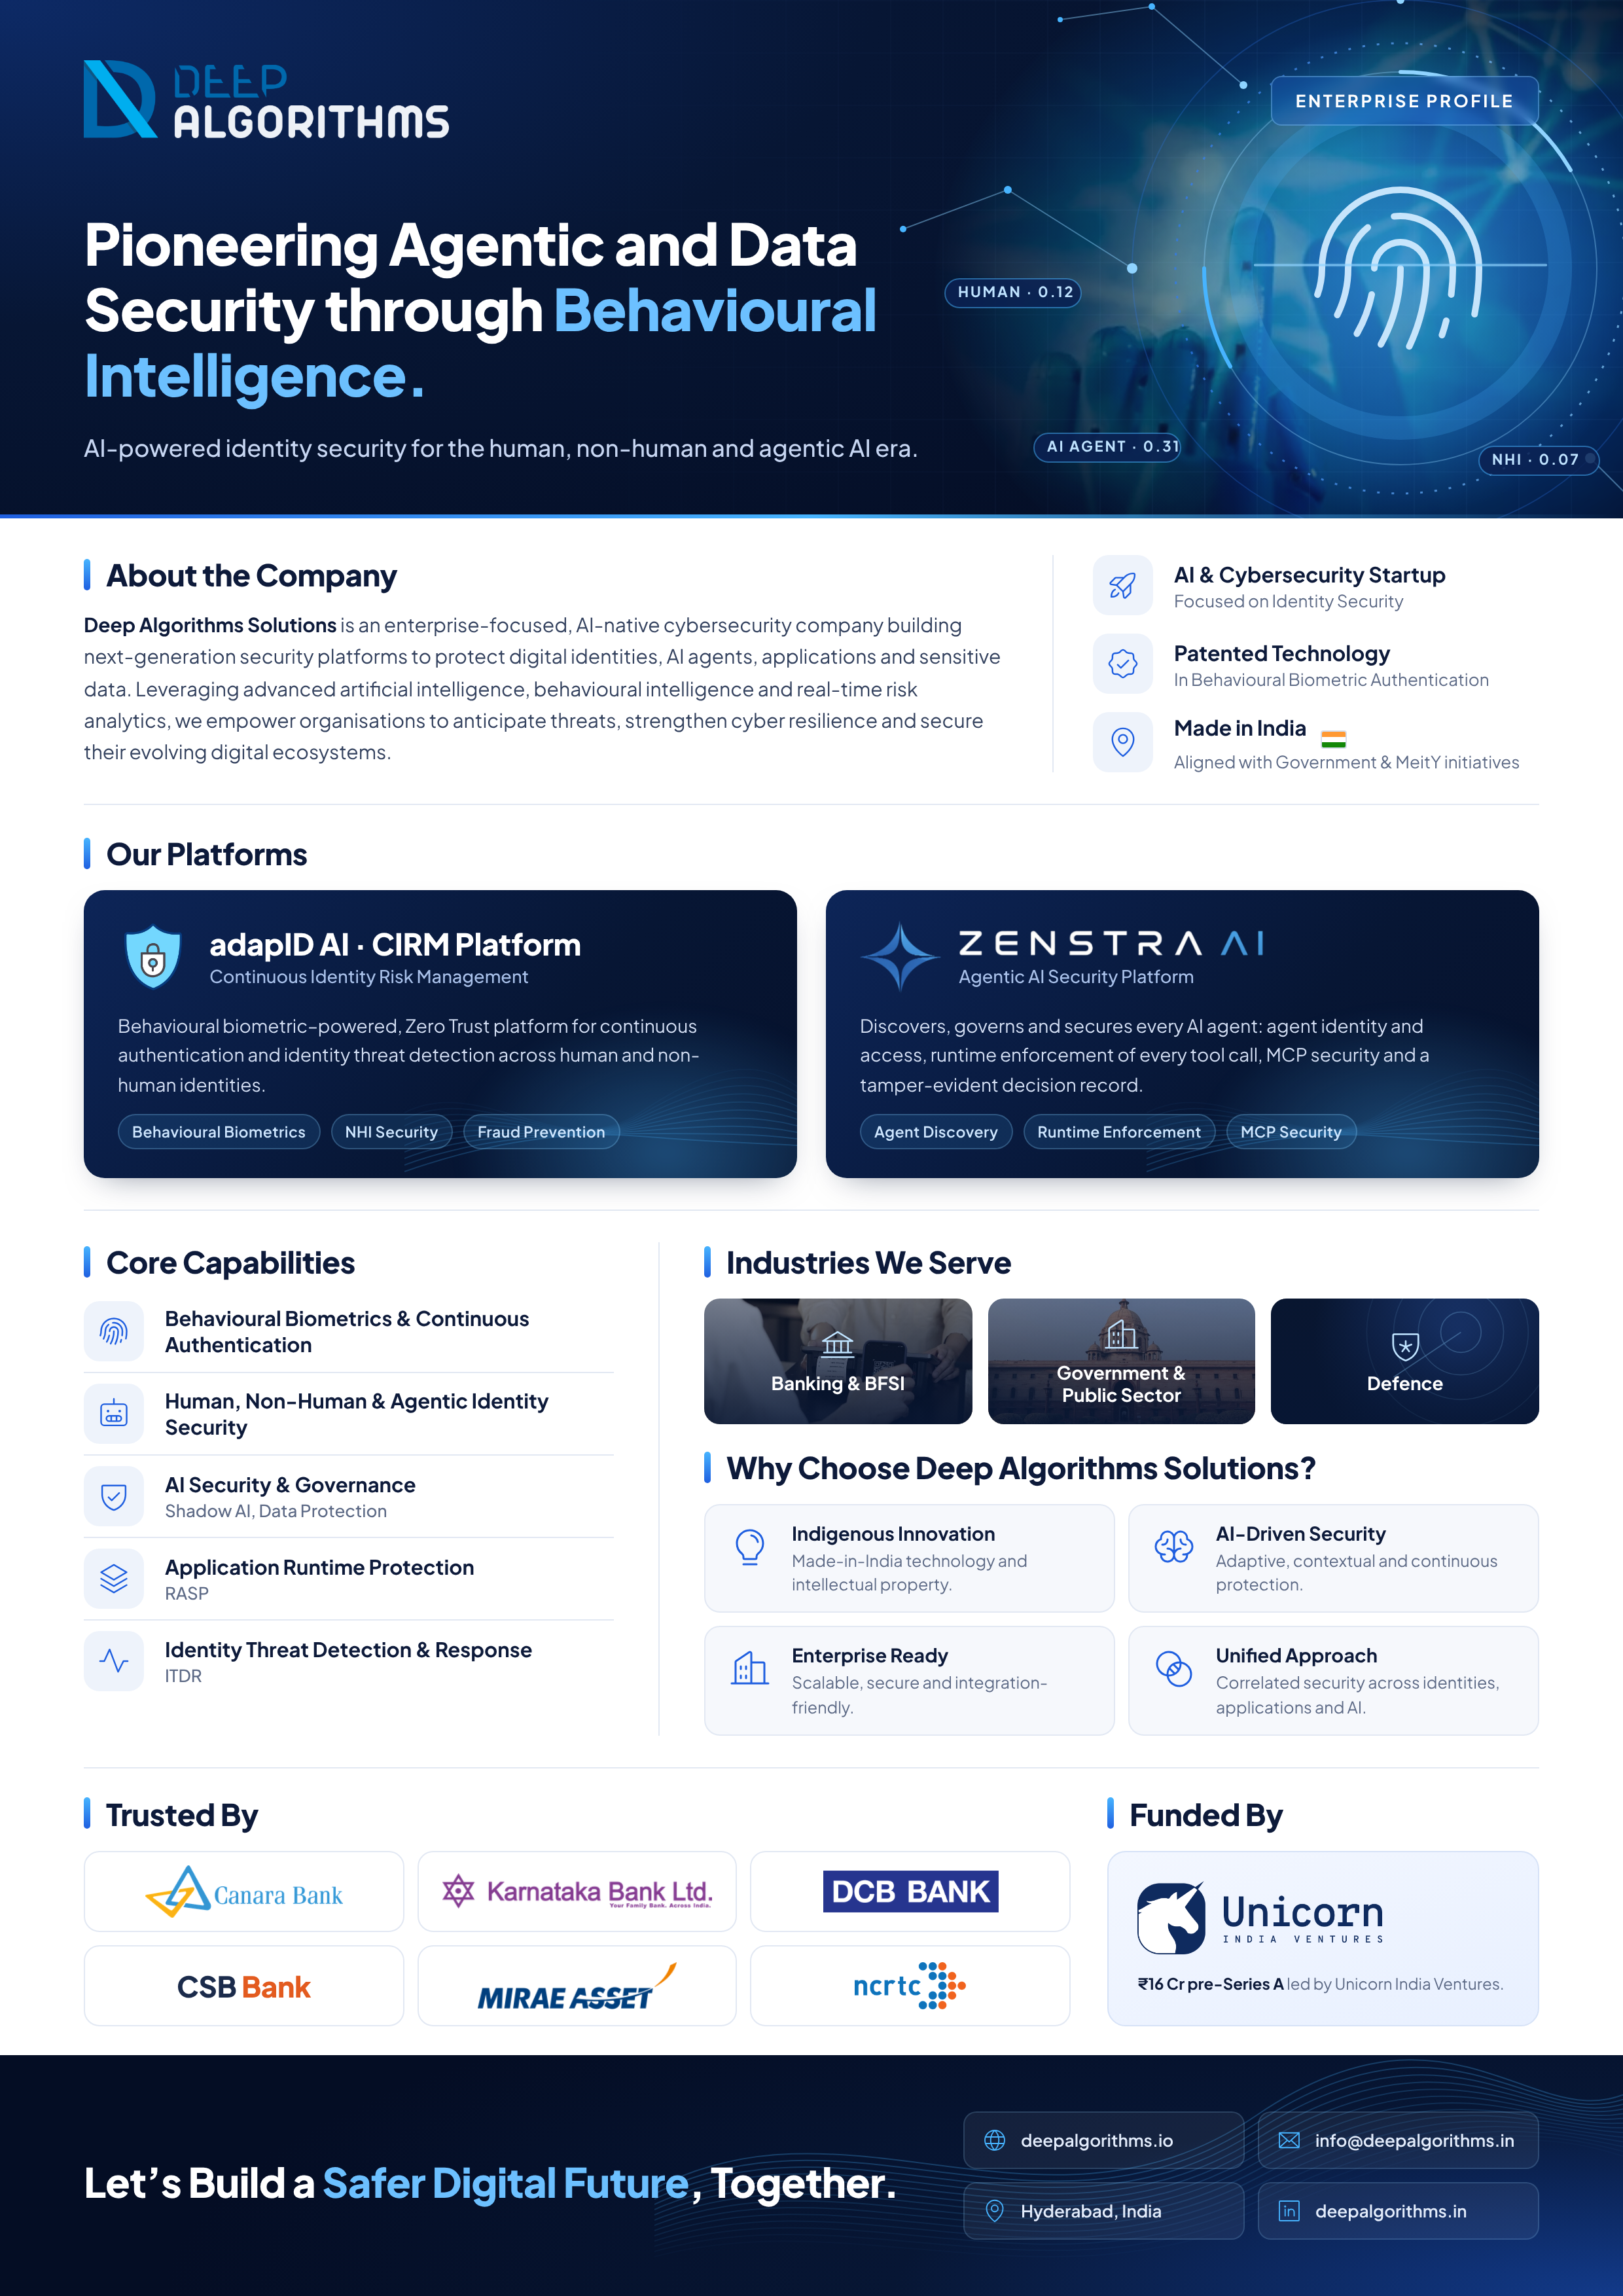 DEEP
ALGORITHMS
ENTERPRISE PROFILE
Pioneering Agentic and Data
Security through Behavioural
Intelligence.
AI-powered identity security for the human, non-human and agentic AI era.
HUMAN · 0.12
AI AGENT · 0.31
NHI · 0.07
About the Company
Deep Algorithms Solutions is an enterprise-focused, AI-native cybersecurity company building
next-generation security platforms to protect digital identities, AI agents, applications and sensitive
data. Leveraging advanced artificial intelligence, behavioural intelligence and real-time risk
analytics, we empower organisations to anticipate threats, strengthen cyber resilience and secure
their evolving digital ecosystems.
AI & Cybersecurity Startup
Focused on Identity Security
Patented Technology
In Behavioural Biometric Authentication
Made in India
Aligned with Government & MeitY initiatives
Our Platforms
adapID AI · CIRM Platform
Continuous Identity Risk Management
Behavioural biometric-powered, Zero Trust platform for continuous
authentication and identity threat detection across human and non-
human identities.
Behavioural Biometrics
NHI Security
Fraud Prevention
ZENSTRA AI
Agentic AI Security Platform
Discovers, governs and secures every AI agent: agent identity and
access, runtime enforcement of every tool call, MCP security and a
tamper-evident decision record.
Agent Discovery
Runtime Enforcement
MCP Security
Core Capabilities
Behavioural Biometrics & Continuous
Authentication
Human, Non-Human & Agentic Identity
Security
AI Security & Governance
Shadow AI, Data Protection
Application Runtime Protection
RASP
Identity Threat Detection & Response
ITDR
Industries We Serve
Banking & BFSI
Government &
Public Sector
Defence
Why Choose Deep Algorithms Solutions?
Indigenous Innovation
Made-in-India technology and
intellectual property.
AI-Driven Security
Adaptive, contextual and continuous
protection.
Enterprise Ready
Scalable, secure and integration-
friendly.
Unified Approach
Correlated security across identities,
applications and AI.
Trusted By
Canara Bank
Karnataka Bank Ltd.
Your Family Bank. Across India.
DCB BANK
CSB Bank
MIRAE ASSET
ncrtc
Funded By
Unicorn
INDIA VENTURES
₹16 Cr pre-Series A led by Unicorn India Ventures.
Let’s Build a Safer Digital Future, Together.
deepalgorithms.io
info@deepalgorithms.in
Hyderabad, India
in
deepalgorithms.in